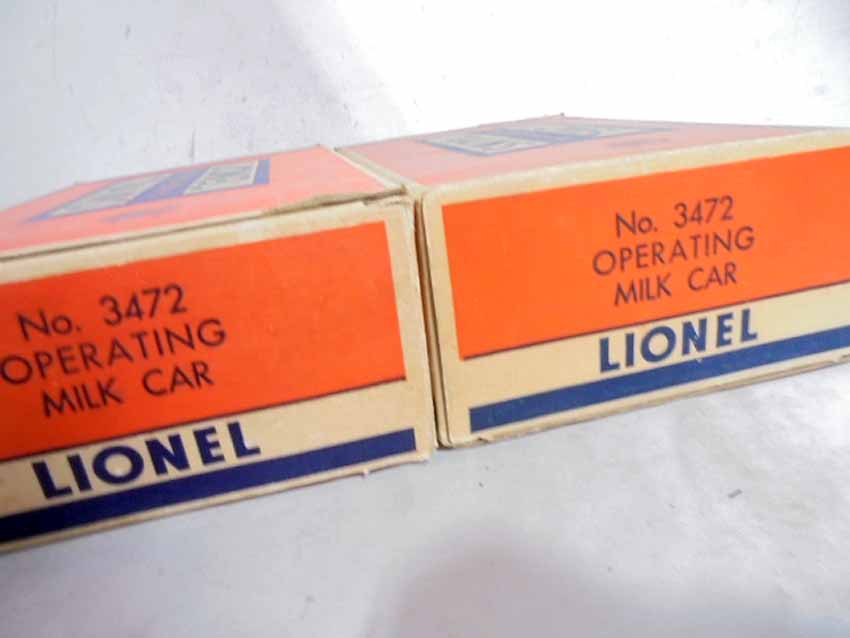 No. 3472
OPERATING
MILK CAR
LIONEL
No. 3472
OPERATING
MILK CAR
LIONEL